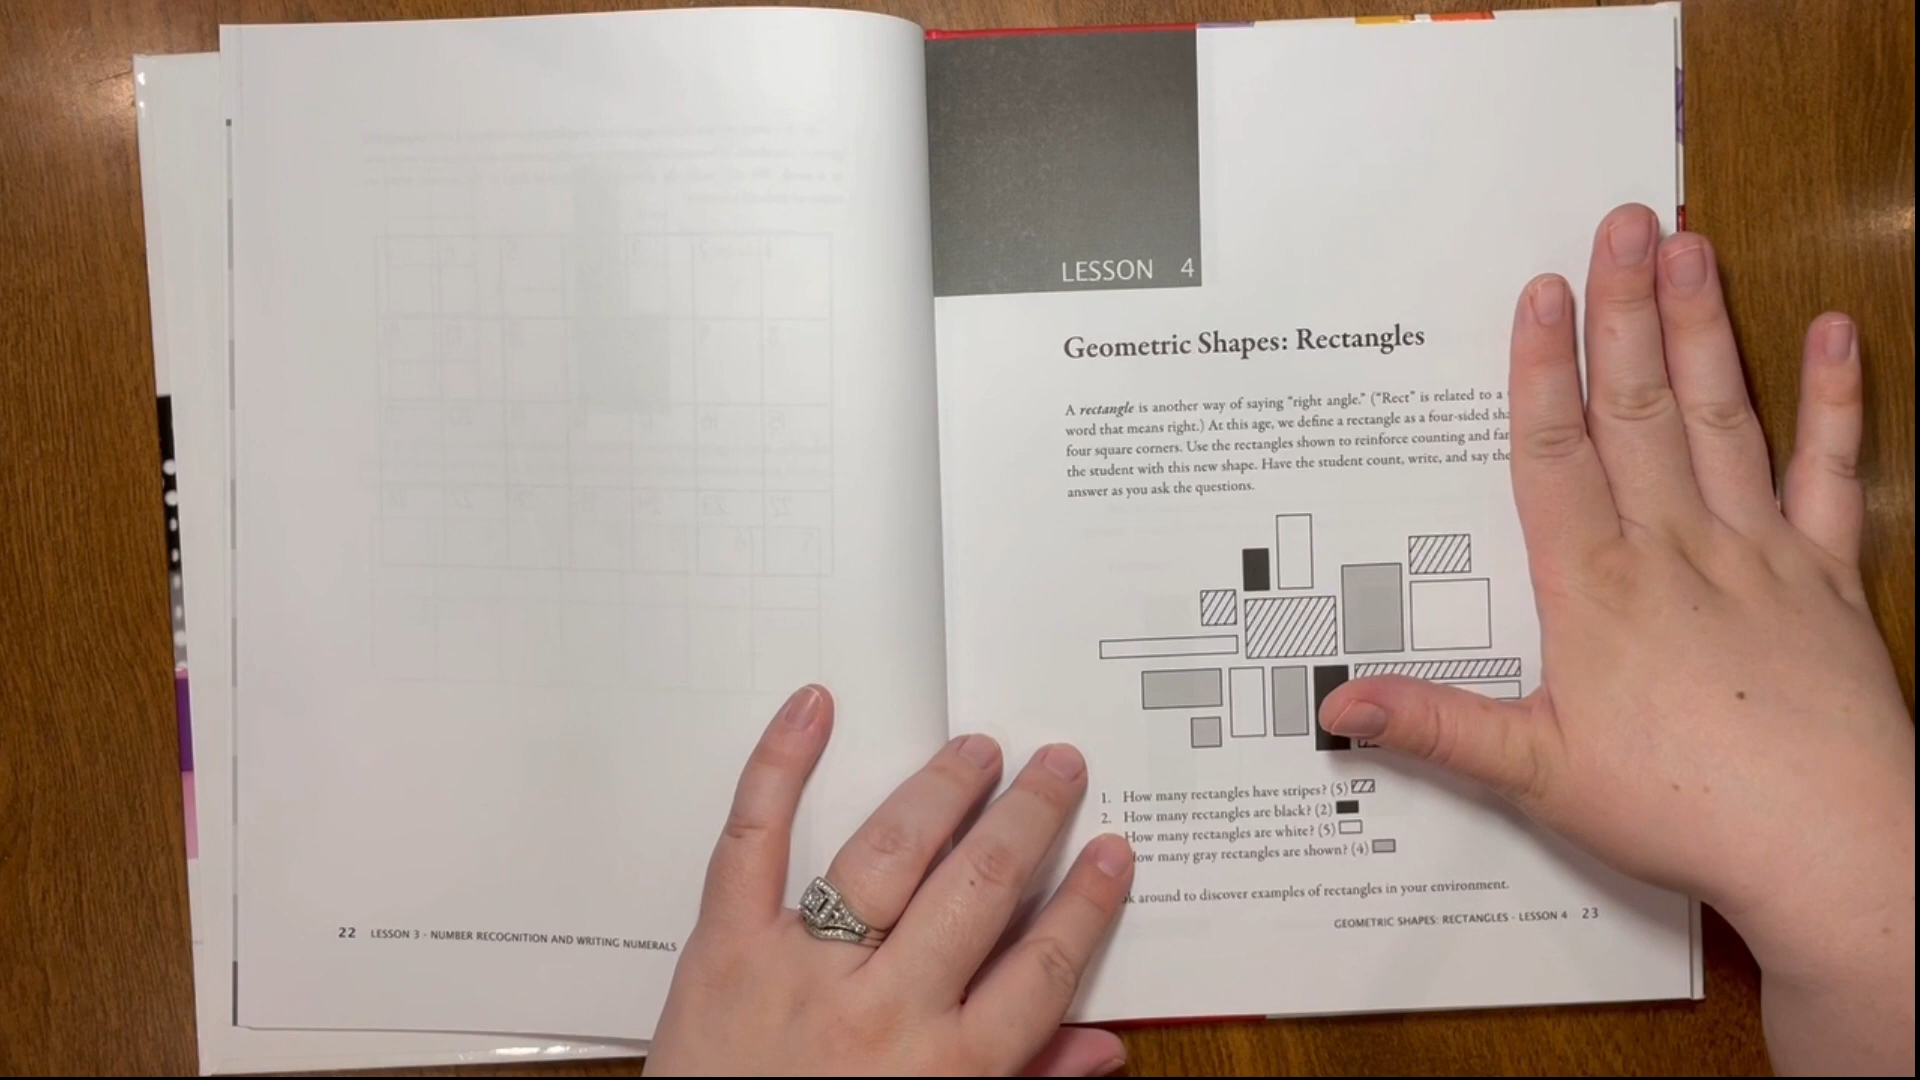 LESSON 4
Geometric Shapes: Rectangles
A rectangle is another way of saying "right angle." ("Rect" is related to a
word that means right.) At this age, we define a rectangle as a four-sided
four square corners. Use the rectangles shown to reinforce counting and
the student with this new shape. Have the student count, write, and say
answer as you ask the questions.
1. How many rectangles have stripes? (5)
2. How many rectangles are black? (2)
How many rectangles are white? (5)
many gray rectangles are shown? (4)
around to discover examples of rectangles in your environment.
GEOMETRIC SHAPES: RECTANGLES - LESSON 4 23
22 LESSON 3 - NUMBER RECOGNITION AND WRITING NUMERALS